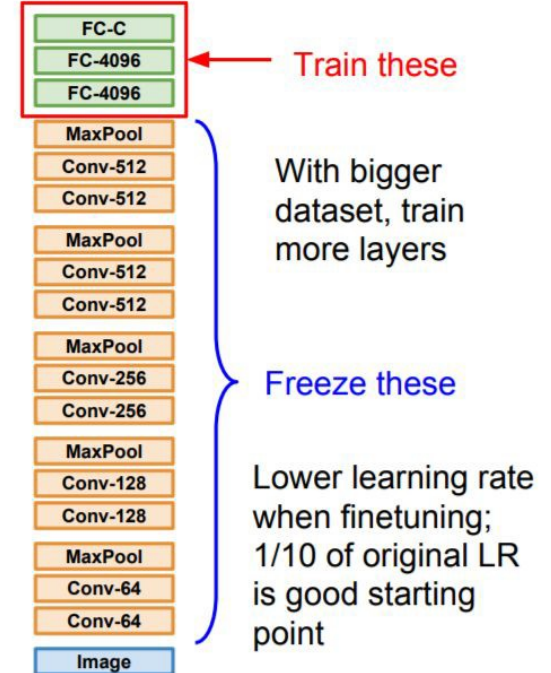 FC-C
FC-4096
FC-4096
Train these
MaxPool
Conv-512
Conv-512
MaxPool
Conv-512
Conv-512
MaxPool
Conv-256
Conv-256
MaxPool
Conv-128
Conv-128
MaxPool
Conv-64
Conv-64
Image
With bigger
dataset, train
more layers
Freeze these
Lower learning rate
when finetuning;
1/10 of original LR
is good starting
point